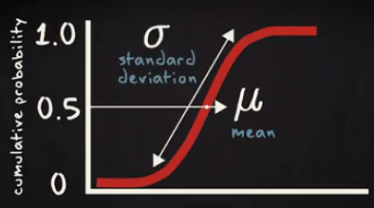 cumulative probability
1.0
0.5
0
σ
standard
deviation
μ
mean